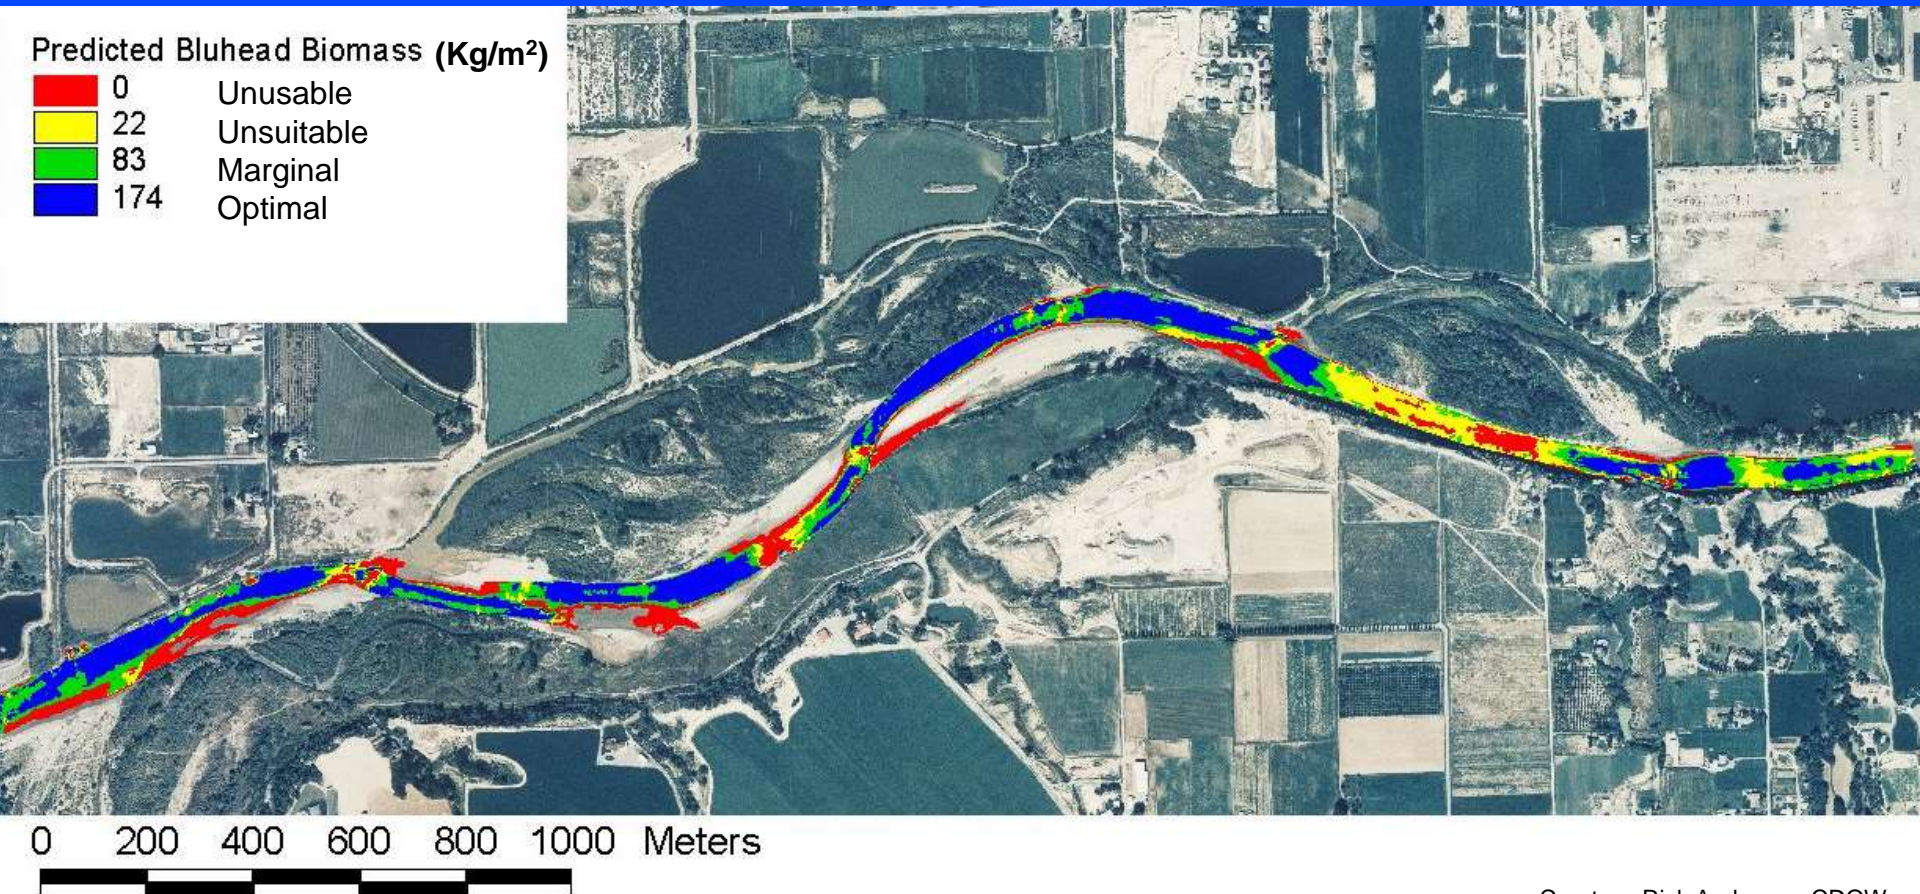 Predicted Bluhead Biomass (Kg/m²)
0 Unusable
22 Unsuitable
83 Marginal
174 Optimal
0 200 400 600 800 1000 Meters